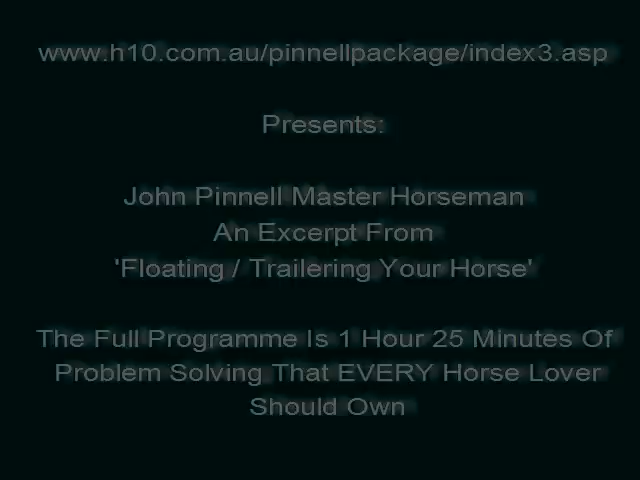 www.h10.com.au/pinnellpackage/index3.asp
Presents:
John Pinnell Master Horseman
An Excerpt From
'Floating / Trailering Your Horse'
The Full Programme Is 1 Hour 25 Minutes Of
Problem Solving That EVERY Horse Lover
Should Own